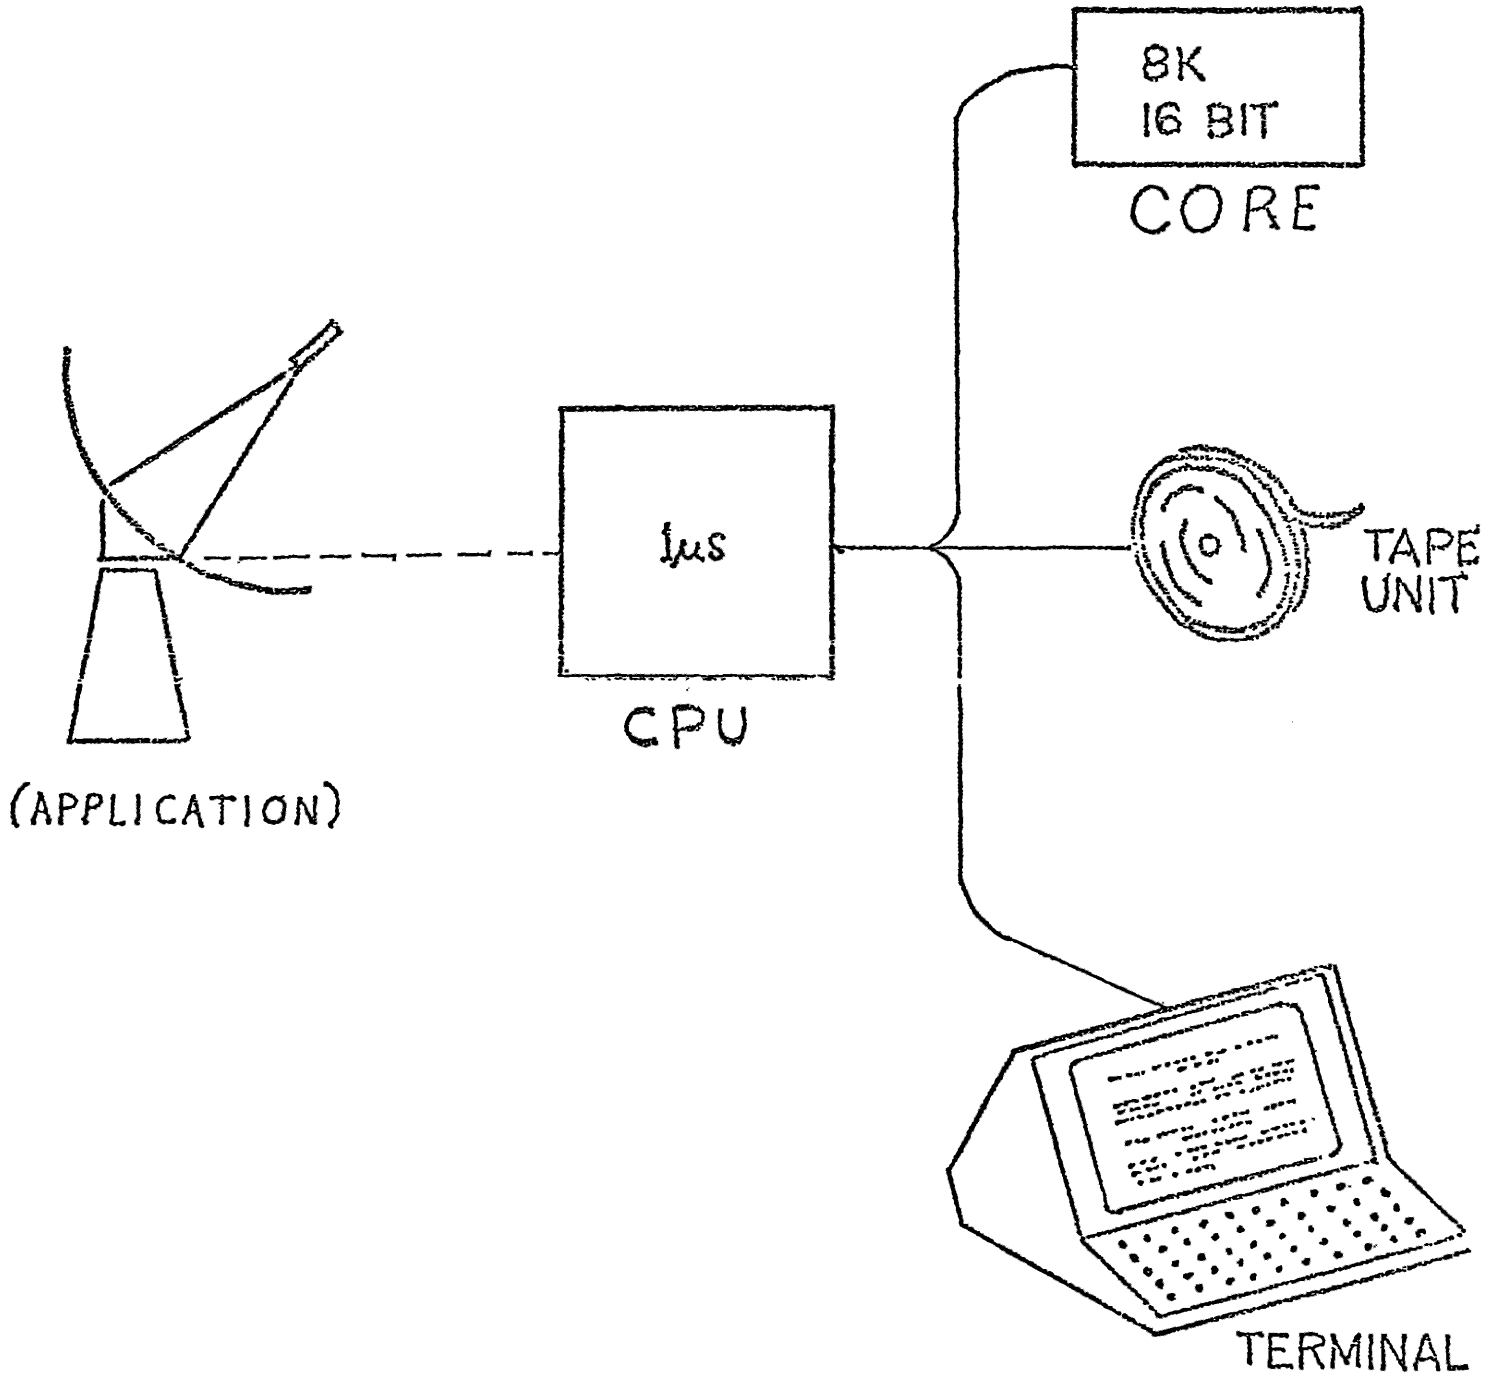 8K
16 BIT
CORE
1μs
CPU
TAPE
UNIT
(APPLICATION)
TERMINAL